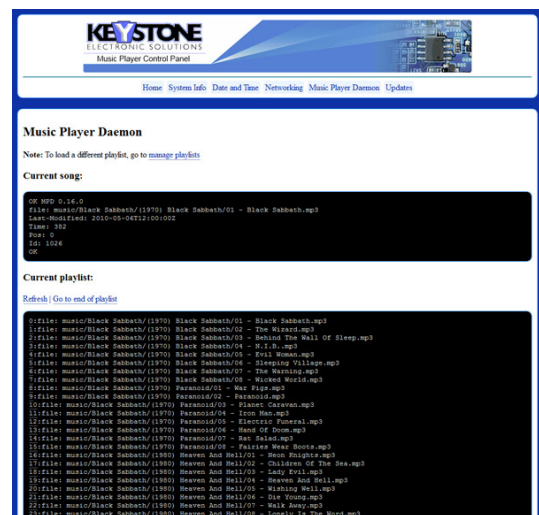 KEYSTONE
ELECTRONIC SOLUTIONS
Music Player Control Panel
Home System Info Date and Time Networking Music Player Daemon Updates
Music Player Daemon
Note: To load a different playlist, go to manage playlists
Current song:
OK MPD 0.16.0
file: music/Black Sabbath/(1970) Black Sabbath/01 - Black Sabbath.mp3
Last-Modified: 2010-05-06T12:00:00Z
Time: 382
Pos: 0
Id: 1026
OK
Current playlist:
Refresh | Go to end of playlist
0:file: music/Black Sabbath/(1970) Black Sabbath/01 - Black Sabbath.mp3
1:file: music/Black Sabbath/(1970) Black Sabbath/02 - The Wizard.mp3
2:file: music/Black Sabbath/(1970) Black Sabbath/03 - Behind The Wall Of Sleep.mp3
3:file: music/Black Sabbath/(1970) Black Sabbath/04 - N.I.B..mp3
4:file: music/Black Sabbath/(1970) Black Sabbath/05 - Evil Woman.mp3
5:file: music/Black Sabbath/(1970) Black Sabbath/06 - Sleeping Village.mp3
6:file: music/Black Sabbath/(1970) Black Sabbath/07 - The Warning.mp3
7:file: music/Black Sabbath/(1970) Black Sabbath/08 - Wicked World.mp3
8:file: music/Black Sabbath/(1970) Paranoid/01 - War Pigs.mp3
9:file: music/Black Sabbath/(1970) Paranoid/02 - Paranoid.mp3
10:file: music/Black Sabbath/(1970) Paranoid/03 - Planet Caravan.mp3
11:file: music/Black Sabbath/(1970) Paranoid/04 - Iron Man.mp3
12:file: music/Black Sabbath/(1970) Paranoid/05 - Electric Funeral.mp3
13:file: music/Black Sabbath/(1970) Paranoid/06 - Hand Of Doom.mp3
14:file: music/Black Sabbath/(1970) Paranoid/07 - Rat Salad.mp3
15:file: music/Black Sabbath/(1970) Paranoid/08 - Fairies Wear Boots.mp3
16:file: music/Black Sabbath/(1980) Heaven And Hell/01 - Neon Knights.mp3
17:file: music/Black Sabbath/(1980) Heaven And Hell/02 - Children Of The Sea.mp3
18:file: music/Black Sabbath/(1980) Heaven And Hell/03 - Lady Evil.mp3
19:file: music/Black Sabbath/(1980) Heaven And Hell/04 - Heaven And Hell.mp3
20:file: music/Black Sabbath/(1980) Heaven And Hell/05 - Wishing Well.mp3
21:file: music/Black Sabbath/(1980) Heaven And Hell/06 - Die Young.mp3
22:file: music/Black Sabbath/(1980) Heaven And Hell/07 - Walk Away.mp3
23:file: music/Black Sabbath/(1980) Heaven And Hell/08 - Lonely Is The Word.mp3